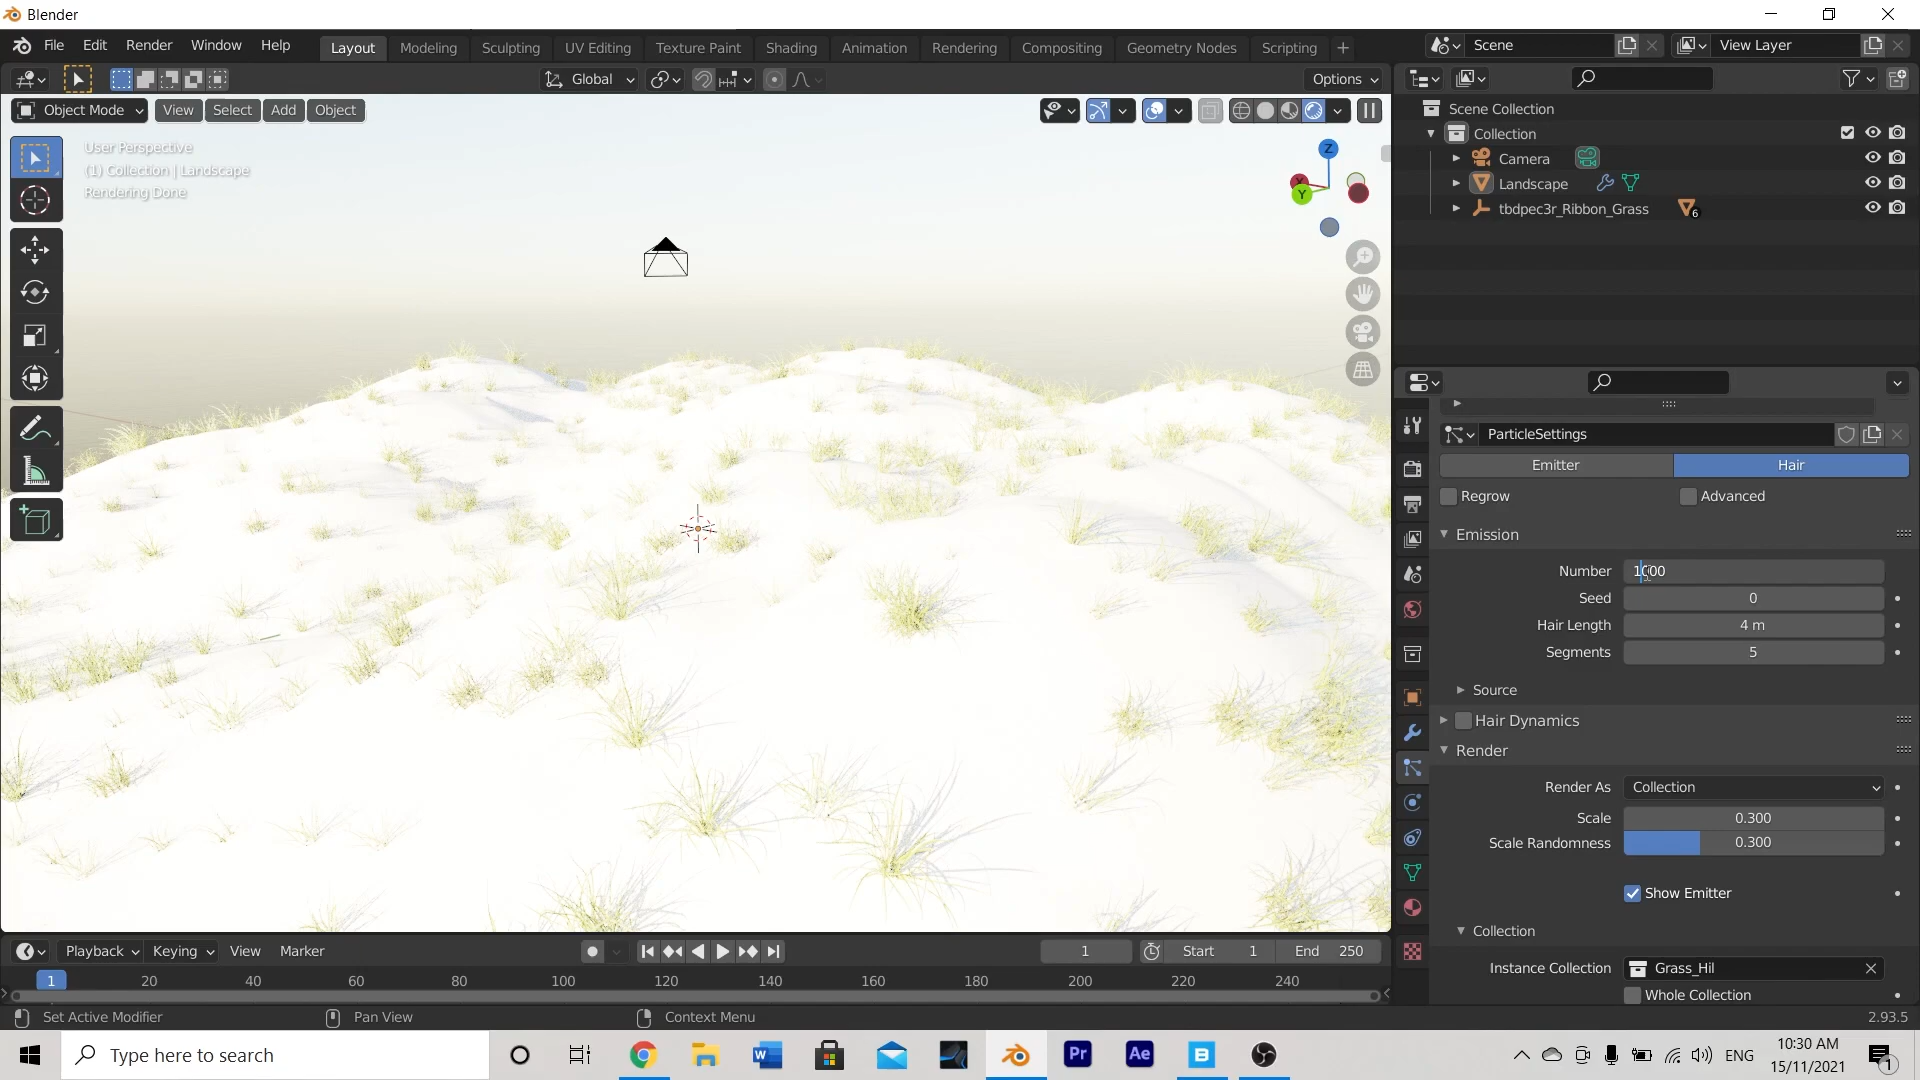 Blender
File Edit Render Window Help
Layout Modeling Sculpting UV Editing Texture Paint Shading Animation Rendering Compositing Geometry Nodes Scripting +
Scene
View Layer
Global
Options
Object Mode View Select Add Object
User Perspective
(1) Collection | Landscape
Rendering Done
Z
X
Y
Scene Collection
Collection
Camera
Landscape
tbdpec3r_Ribbon_Grass
6
ParticleSettings
Emitter Hair
Regrow Advanced
Emission
Number 1000
Seed 0
Hair Length 4 m
Segments 5
Source
Hair Dynamics
Render
Render As Collection
Scale 0.300
Scale Randomness 0.300
Show Emitter
Collection
Instance Collection Grass_Hil
Whole Collection
Playback Keying View Marker
1 Start 1 End 250
1 20 40 60 80 100 120 140 160 180 200 220 240
Set Active Modifier Pan View Context Menu 2.93.5
Type here to search
W
Pr
Ae
ENG
10:30 AM
15/11/2021
1